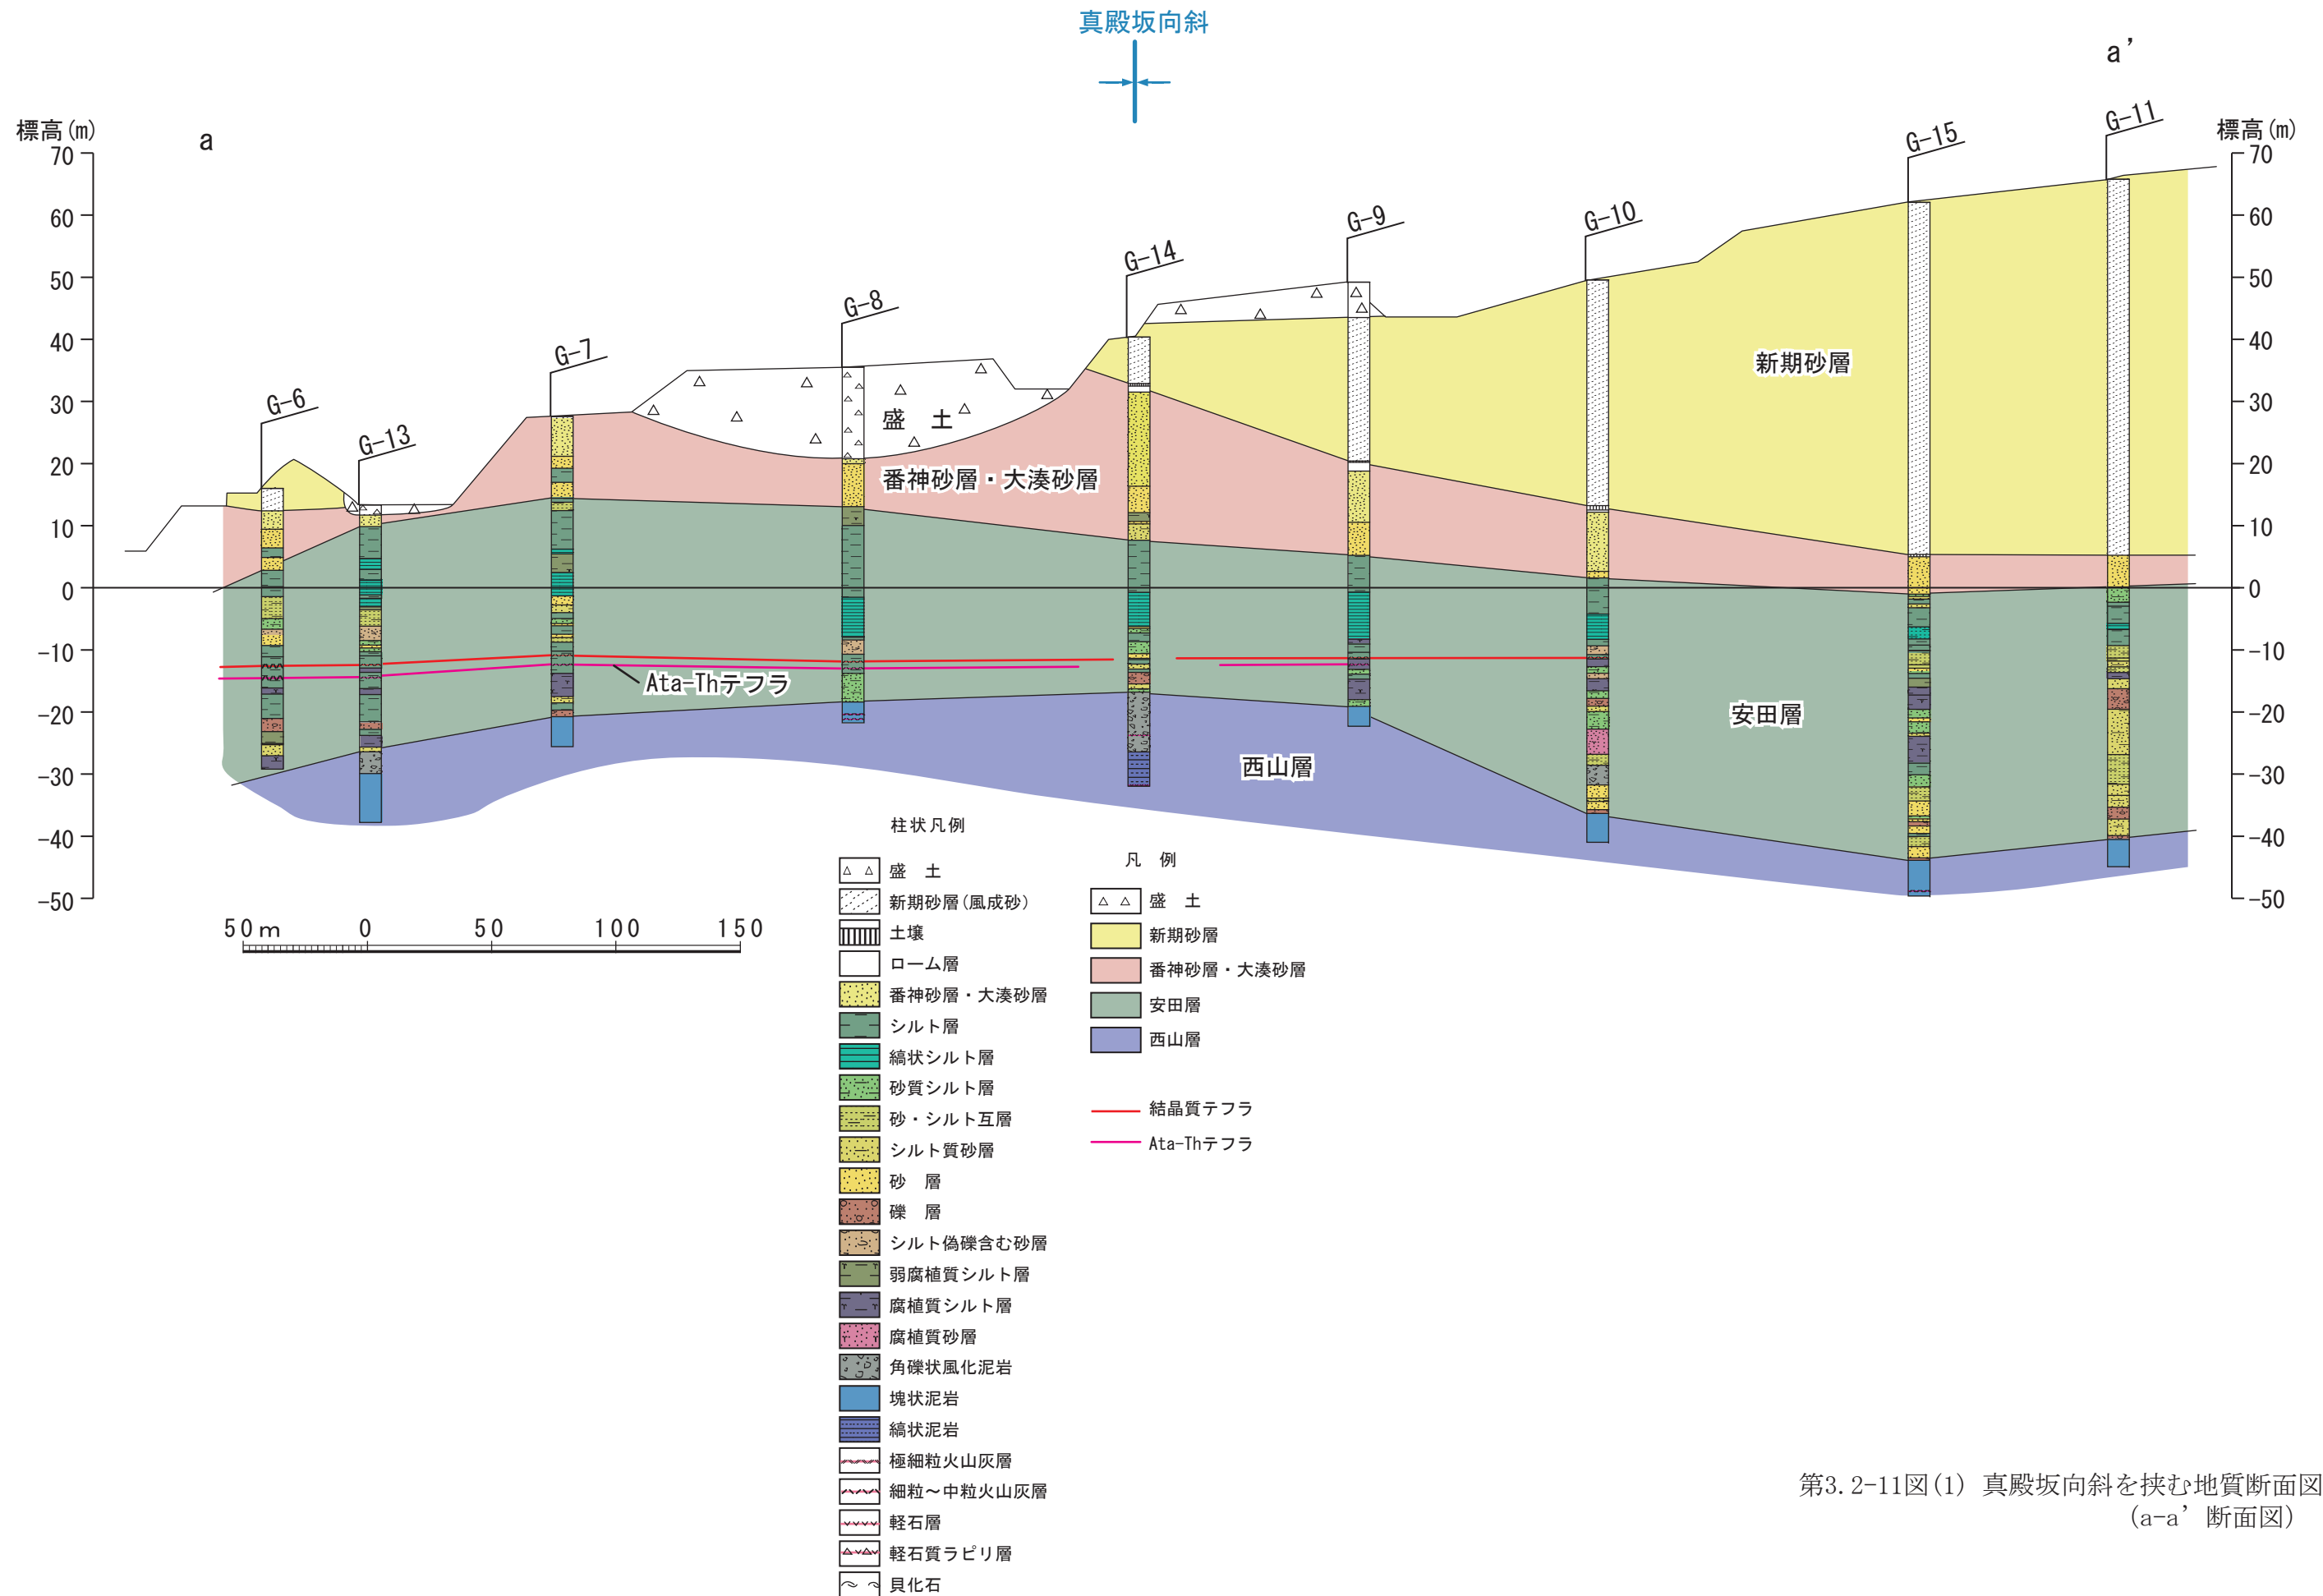 真殿坂向斜
a
a’
標高(m)
70
60
50
40
30
20
10
0
-10
-20
-30
-40
-50
標高(m)
70
60
50
40
30
20
10
0
-10
-20
-30
-40
-50
G-6
G-13
G-7
G-8
G-14
G-9
G-10
G-15
G-11
盛　土
番神砂層・大湊砂層
新期砂層
安田層
西山層
Ata-Thテフラ
50m 0 50 100 150
柱状凡例
盛　土
新期砂層(風成砂)
土壌
ローム層
番神砂層・大湊砂層
シルト層
縞状シルト層
砂質シルト層
砂・シルト互層
シルト質砂層
砂　層
礫　層
シルト偽礫含む砂層
弱腐植質シルト層
腐植質シルト層
腐植質砂層
角礫状風化泥岩
塊状泥岩
縞状泥岩
極細粒火山灰層
細粒～中粒火山灰層
軽石層
軽石質ラピリ層
貝化石
凡　例
盛　土
新期砂層
番神砂層・大湊砂層
安田層
西山層
結晶質テフラ
Ata-Thテフラ
第3.2-11図(1) 真殿坂向斜を挟む地質断面図
(a-a’ 断面図)